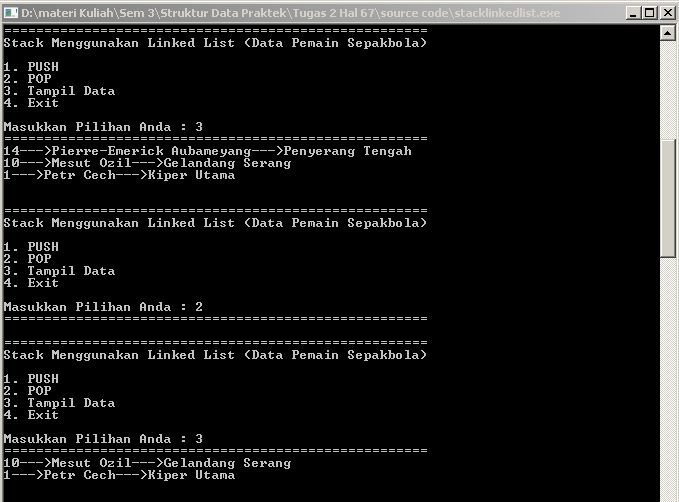 D:\materi Kuliah\Sem 3\Struktur Data Praktek\Tugas 2 Hal 67\source code\stacklinkedlist.exe
=====================================================
Stack Menggunakan Linked List (Data Pemain Sepakbola)
1. PUSH
2. POP
3. Tampil Data
4. Exit
Masukkan Pilihan Anda : 3
=====================================================
14--->Pierre-Emerick Aubameyang--->Penyerang Tengah
10--->Mesut Ozil--->Gelandang Serang
1--->Petr Cech--->Kiper Utama
=====================================================
Stack Menggunakan Linked List (Data Pemain Sepakbola)
1. PUSH
2. POP
3. Tampil Data
4. Exit
Masukkan Pilihan Anda : 2
=====================================================
=====================================================
Stack Menggunakan Linked List (Data Pemain Sepakbola)
1. PUSH
2. POP
3. Tampil Data
4. Exit
Masukkan Pilihan Anda : 3
=====================================================
10--->Mesut Ozil--->Gelandang Serang
1--->Petr Cech--->Kiper Utama